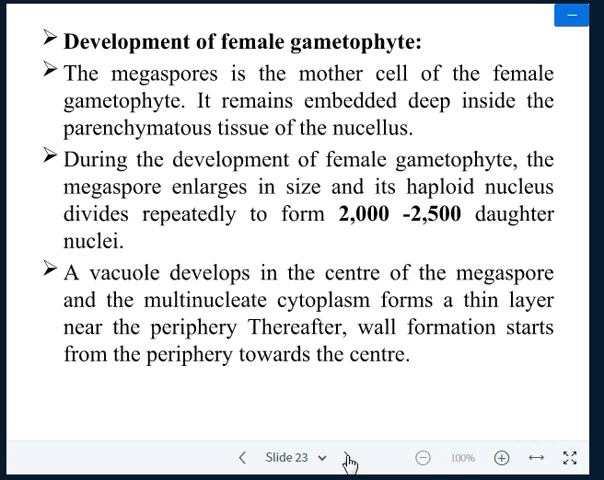 Development of female gametophyte:
The megaspores is the mother cell of the female
gametophyte. It remains embedded deep inside the
parenchymatous tissue of the nucellus.
During the development of female gametophyte, the
megaspore enlarges in size and its haploid nucleus
divides repeatedly to form 2,000 -2,500 daughter
nuclei.
A vacuole develops in the centre of the megaspore
and the multinucleate cytoplasm forms a thin layer
near the periphery Thereafter, wall formation starts
from the periphery towards the centre.
Slide 23 100%